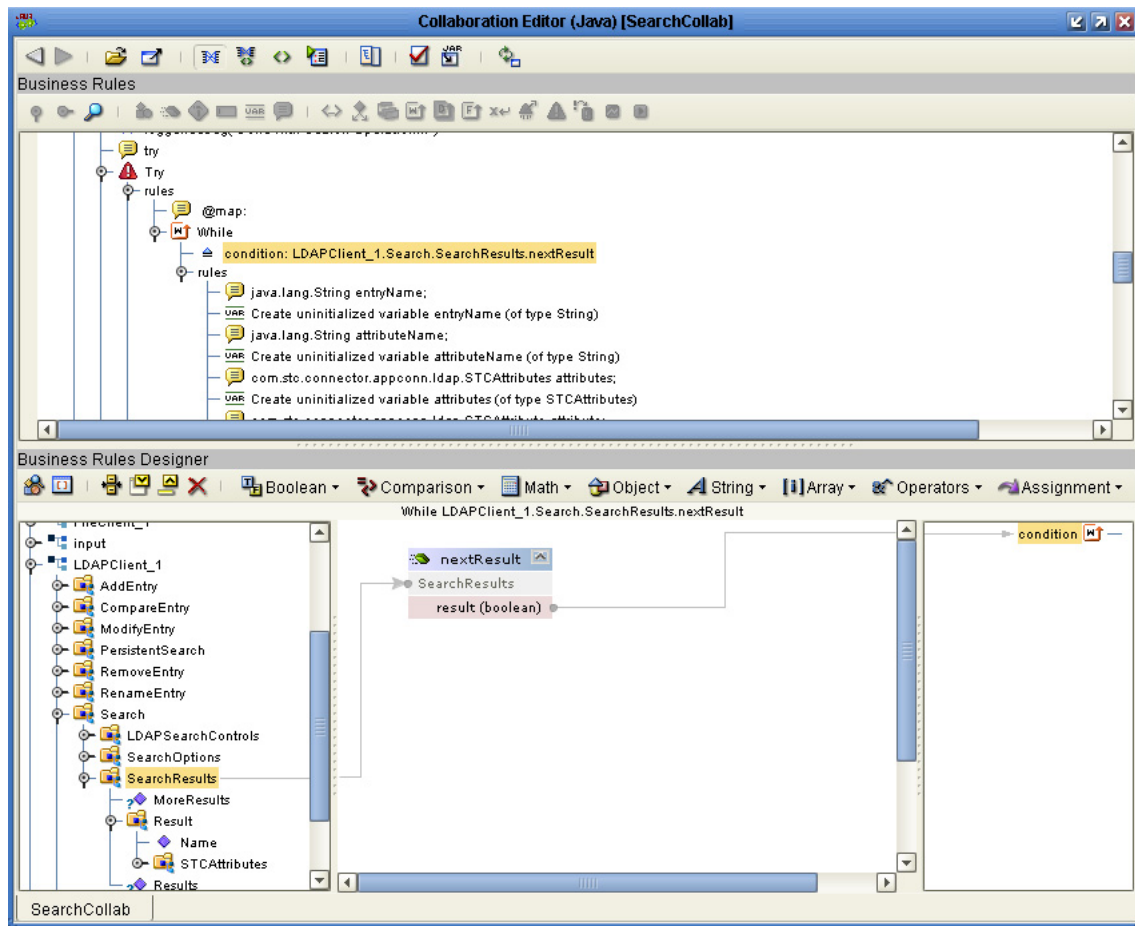 Collaboration Editor (Java) [SearchCollab]
Business Rules
try
Try
rules
@map:
While
condition: LDAPClient_1.Search.SearchResults.nextResult
rules
java.lang.String entryName;
Create uninitialized variable entryName (of type String)
java.lang.String attributeName;
Create uninitialized variable attributeName (of type String)
com.stc.connector.appconn.ldap.STCAttributes attributes;
Create uninitialized variable attributes (of type STCAttributes)
Business Rules Designer
Boolean Comparison Math Object String Array Operators Assignment
While LDAPClient_1.Search.SearchResults.nextResult
FileClient_1
input
LDAPClient_1
AddEntry
CompareEntry
ModifyEntry
PersistentSearch
RemoveEntry
RenameEntry
Search
LDAPSearchControls
SearchOptions
SearchResults
MoreResults
Result
Name
STCAttributes
Results
nextResult
SearchResults
result (boolean)
condition
SearchCollab